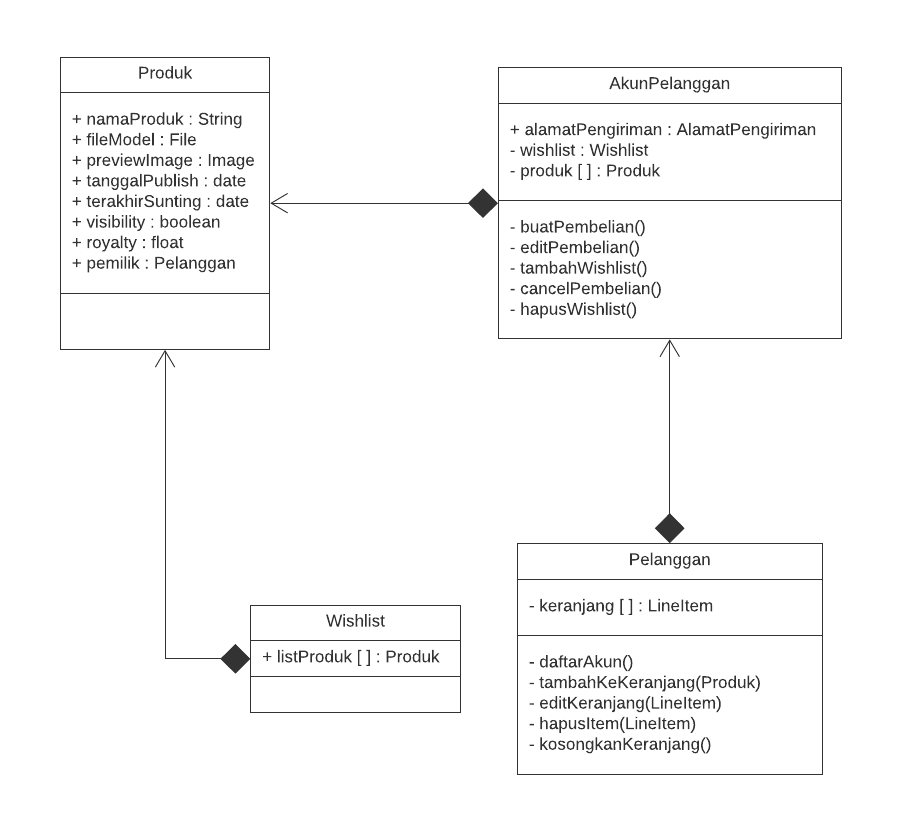 Produk
+ namaProduk : String
+ fileModel : File
+ previewImage : Image
+ tanggalPublish : date
+ terakhirSunting : date
+ visibility : boolean
+ royalty : float
+ pemilik : Pelanggan
AkunPelanggan
+ alamatPengiriman : AlamatPengiriman
- wishlist : Wishlist
- produk [ ] : Produk
- buatPembelian()
- editPembelian()
- tambahWishlist()
- cancelPembelian()
- hapusWishlist()
Wishlist
+ listProduk [ ] : Produk
Pelanggan
- keranjang [ ] : LineItem
- daftarAkun()
- tambahKeKeranjang(Produk)
- editKeranjang(LineItem)
- hapusItem(LineItem)
- kosongkanKeranjang()